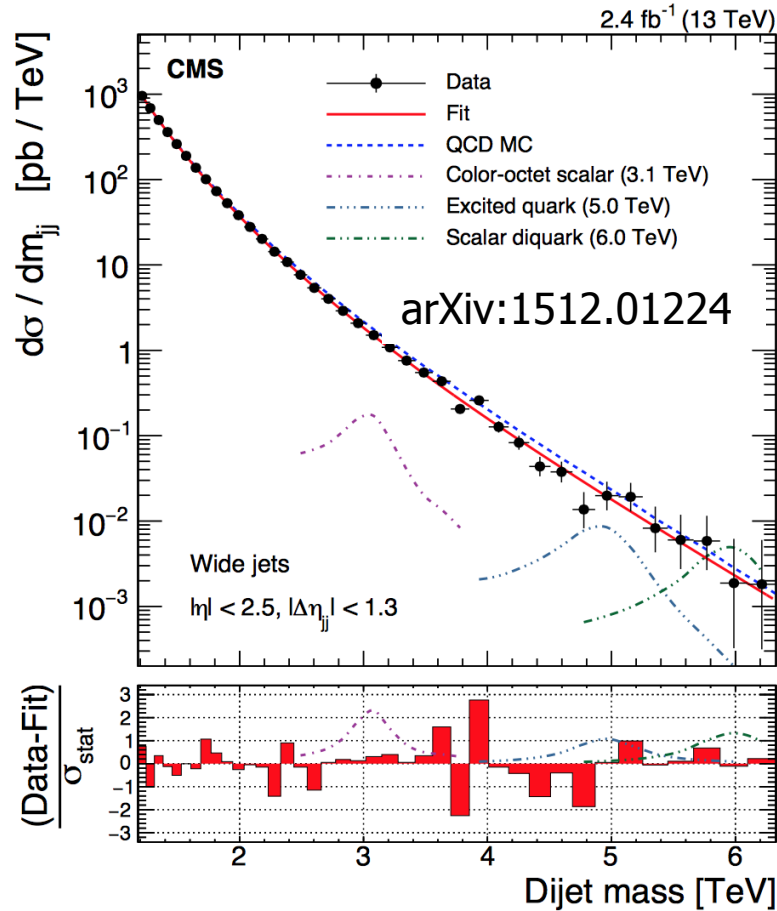 2.4 fb⁻¹ (13 TeV)
CMS
Data
Fit
QCD MC
Color-octet scalar (3.1 TeV)
Excited quark (5.0 TeV)
Scalar diquark (6.0 TeV)
arXiv:1512.01224
dσ / dm_jj [pb / TeV]
10³
10²
10
1
10⁻¹
10⁻²
10⁻³
Wide jets
|η| < 2.5, |Δη_jj| < 1.3
(Data-Fit)
σ_stat
3
2
1
0
-1
-2
-3
2 3 4 5 6
Dijet mass [TeV]